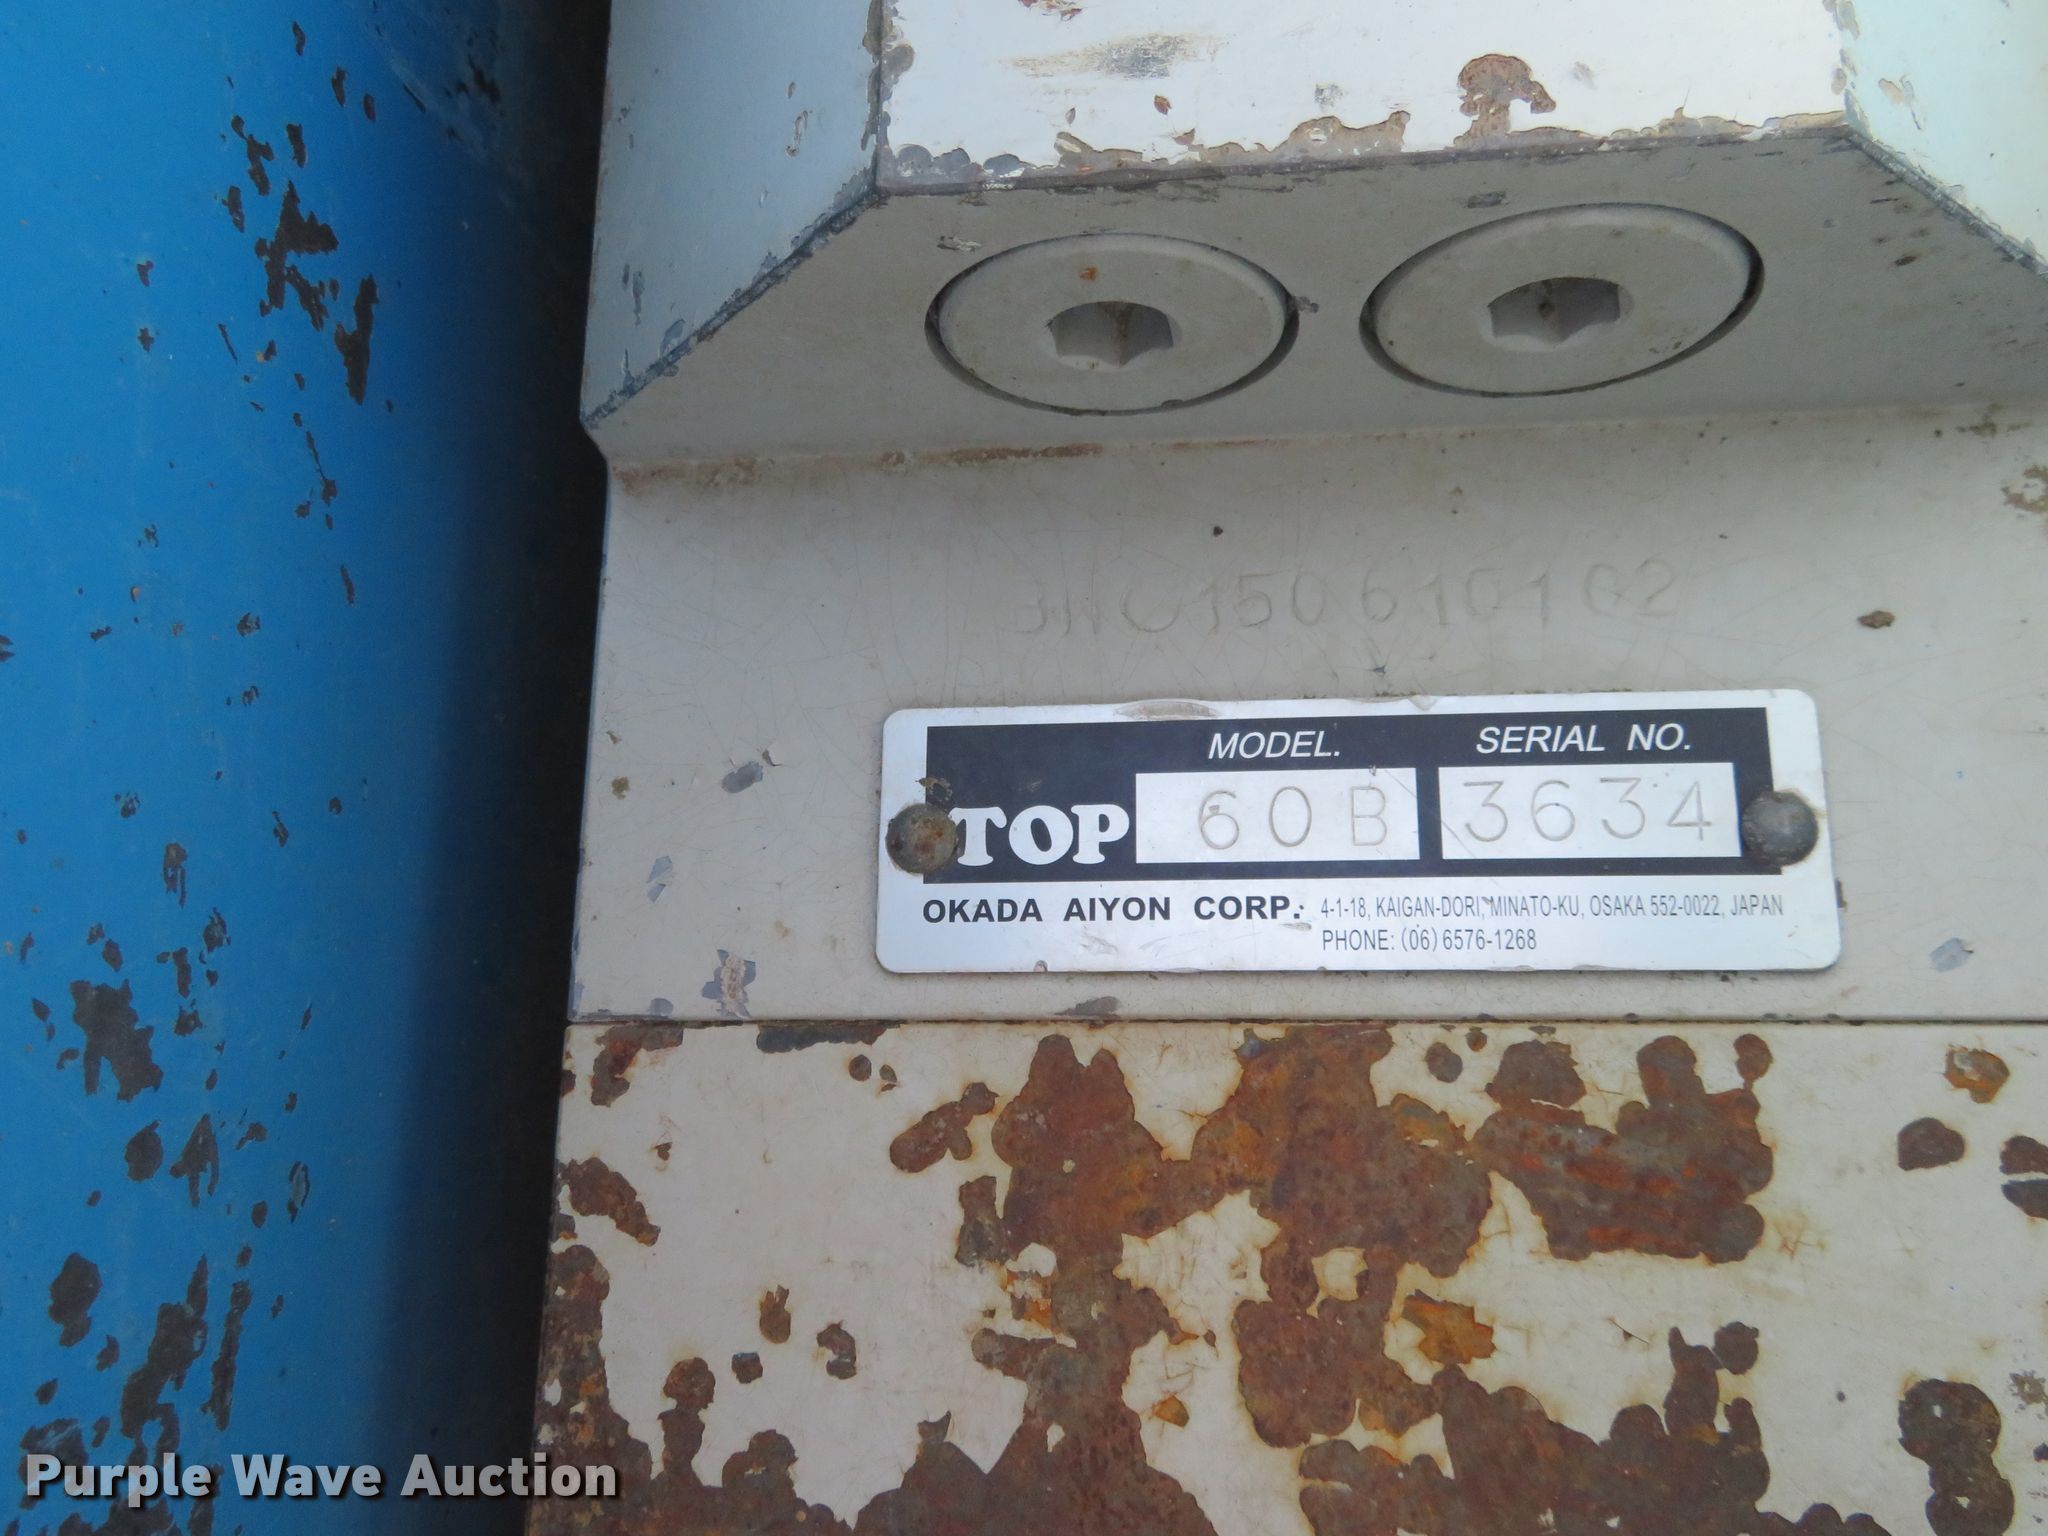 150610102
MODEL. SERIAL NO.
TOP 60B 3634
OKADA AIYON CORP. 4-1-18, KAIGAN-DORI, MINATO-KU, OSAKA 552-0022, JAPAN
PHONE: (06) 6576-1268
Purple Wave Auction